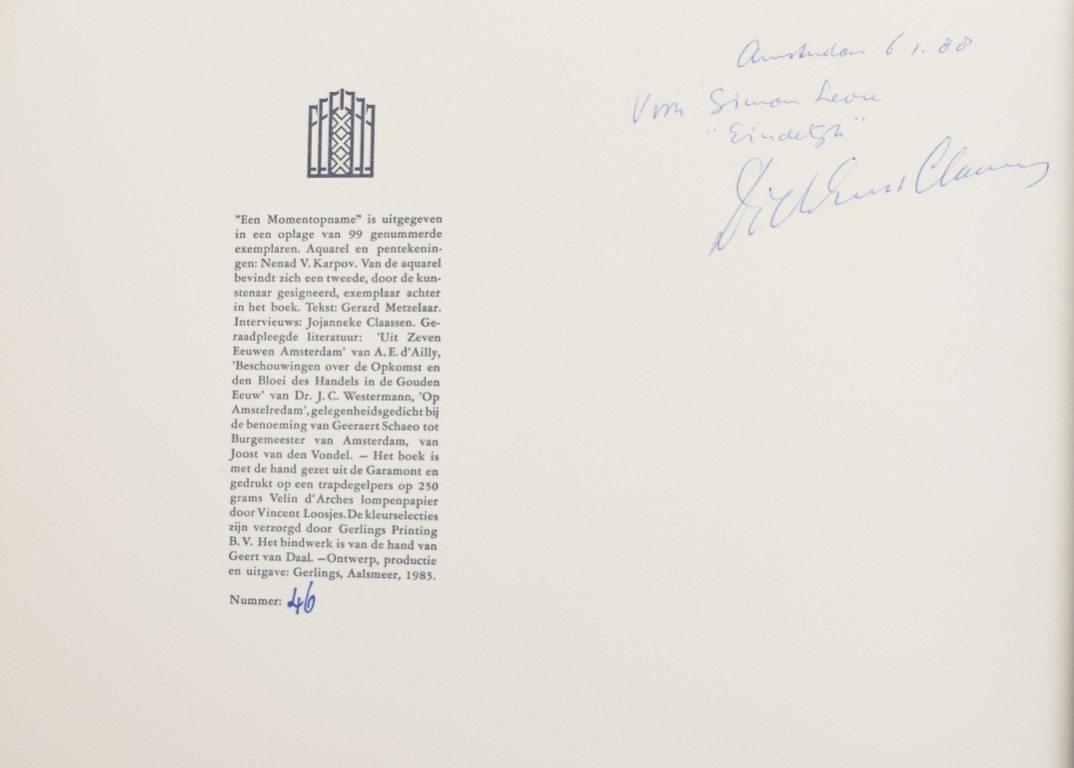 Amsterdam 6.1.88
Voor Simon Levie
"Eindelijk"
"Een Momentopname" is uitgegeven
in een oplage van 99 genummerde
exemplaren. Aquarel en pentekenin-
gen: Nenad V. Karpov. Van de aquarel
bevindt zich een tweede, door de kun-
stenaar gesigneerd, exemplaar achter
in het boek. Tekst: Gerard Metzelaar.
Interviews: Jojanneke Claassen. Ge-
raadpleegde literatuur: 'Uit Zeven
Eeuwen Amsterdam' van A.E. d'Ailly,
'Beschouwingen over de Opkomst en
den Bloei des Handels in de Gouden
Eeuw' van Dr. J.C. Westermann, 'Op
Amstelredam', gelegenheidsgedicht bij
de benoeming van Geeraert Schaeo tot
Burgemeester van Amsterdam, van
Joost van den Vondel. – Het boek is
met de hand gezet uit de Garamont en
gedrukt op een trapdegelpers op 250
grams Velin d'Arches lompenpapier
door Vincent Loosjes. De kleurselecties
zijn verzorgd door Gerlings Printing
B.V. Het bindwerk is van de hand van
Geert van Daal. – Ontwerp, productie
en uitgave: Gerlings, Aalsmeer, 1985.
Nummer: 46